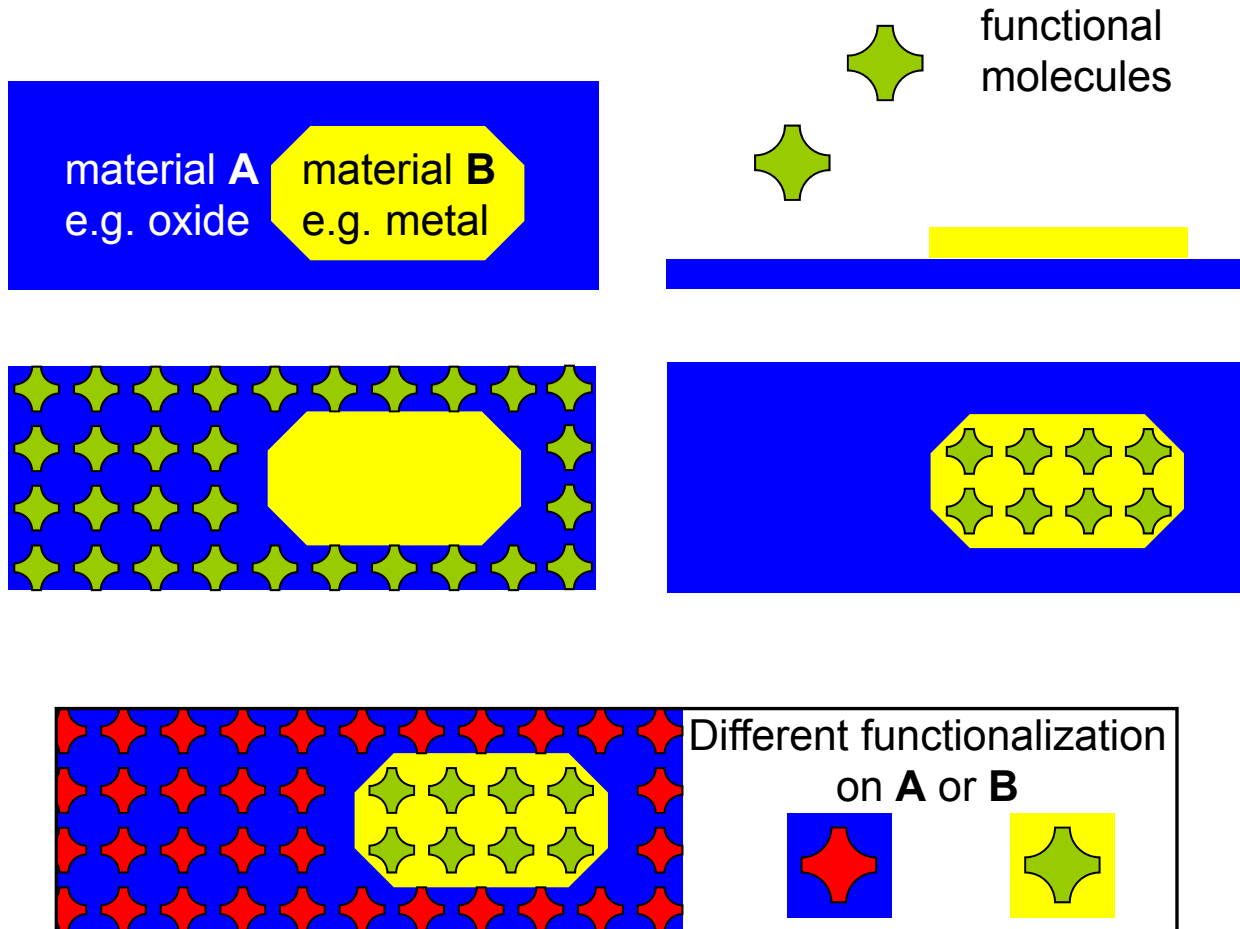 functional
molecules
material A
e.g. oxide
material B
e.g. metal
Different functionalization
on A or B